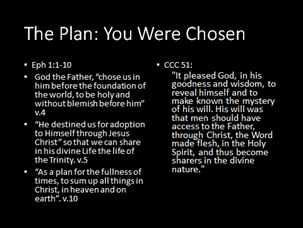 The Plan: You Were Chosen
• Eph 1:1-10
• God the Father, “chose us in
him before the foundation of
the world, to be holy and
without blemish before him”
v.4
• “He destined us for adoption
to Himself through Jesus
Christ” so that we can share
in his divine Life the life of
the Trinity. v.5
• “As a plan for the fullness of
times, to sum up all things in
Christ, in heaven and on
earth”. v.10
• CCC 51:
"It pleased God, in his
goodness and wisdom, to
reveal himself and to
make known the mystery
of his will. His will was
that men should have
access to the Father,
through Christ, the Word
made flesh, in the Holy
Spirit, and thus become
sharers in the divine
nature."